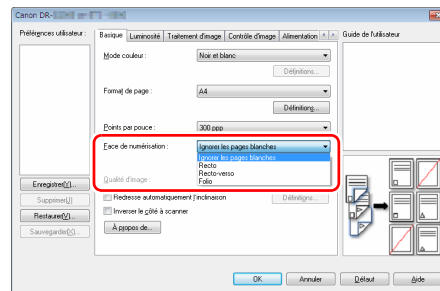 Canon DR-
Préférences utilisateur :
Enregistrer(Y)...
Supprimer(J)
Restaurer(V)...
Sauvegarder(X)...
Basique Luminosité Traitement d'image Contrôle d'image Alimentation
Mode couleur : Noir et blanc
Définitions...
Format de page : A4
Définitions...
Points par pouce : 300 ppp
Face de numérisation : Ignorer les pages blanches
Ignorer les pages blanches
Recto
Recto-verso
Folio
Qualité d'image :
Redresse automatiquement l'inclinaison Définitions...
Inverser le côté à scanner
À propos de...
Guide de l'utilisateur
OK Annuler Défaut Aide